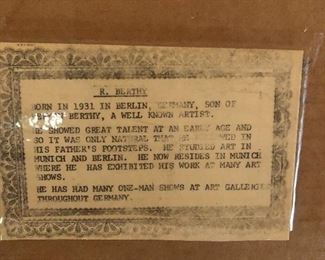 R. BERTHY
BORN IN 1931 IN BERLIN, GERMANY, SON OF
BERTHY, A WELL KNOWN ARTIST.
HE SHOWED GREAT TALENT AT AN EARLY AGE AND
SO IT WAS ONLY NATURAL THAT HE IN
HIS FATHER'S FOOTSTEPS. HE STUDIED ART IN
MUNICH AND BERLIN. HE NOW RESIDES IN MUNICH
WHERE HE HAS EXHIBITED HIS WORK AT MANY ART
SHOWS.
HE HAS HAD MANY ONE-MAN SHOWS AT ART
THROUGHOUT GERMANY.